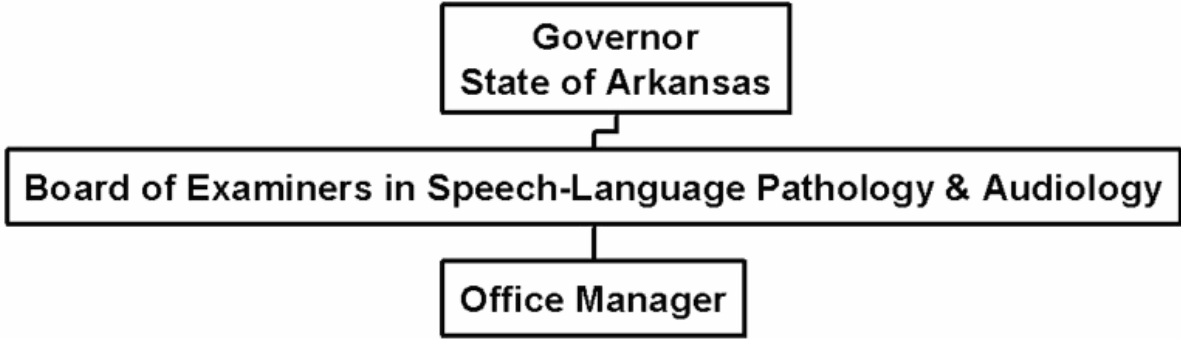 Governor
State of Arkansas
Board of Examiners in Speech-Language Pathology & Audiology
Office Manager